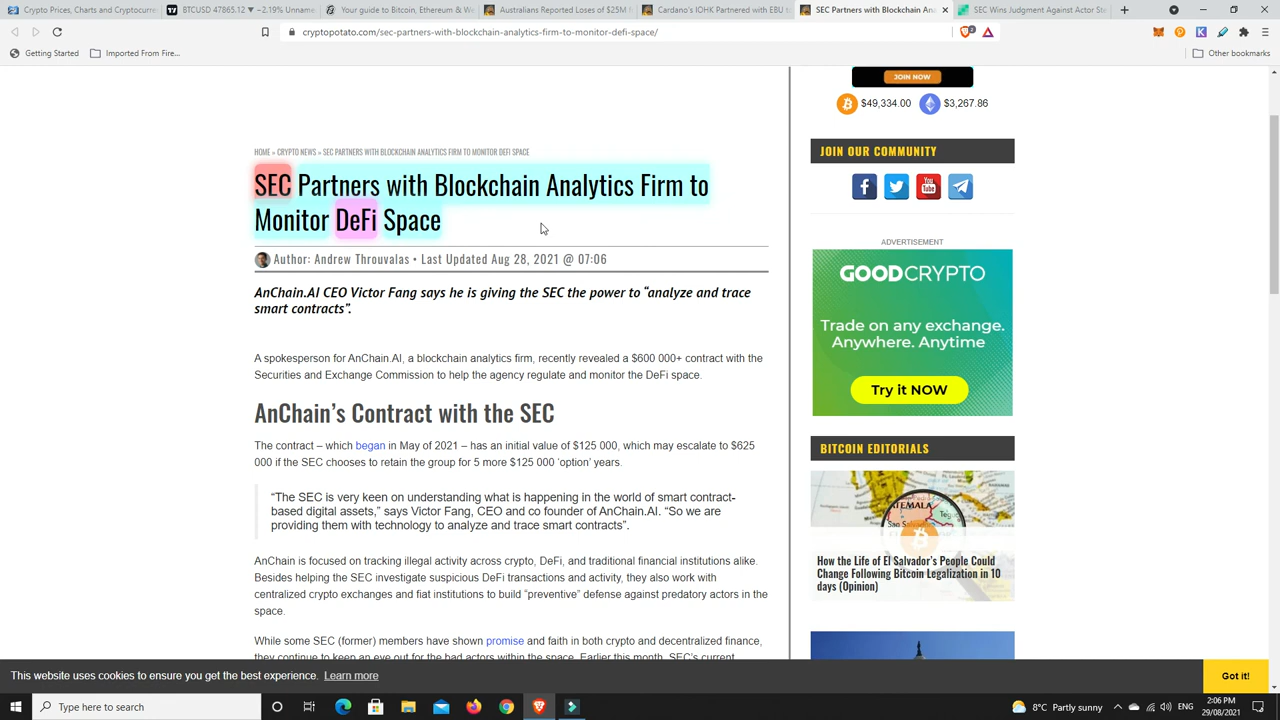 Crypto Prices, Charts and Cryptocurr
BTCUSD 47865.12 ▼ −2.19% Unname
Your guide to Bitcoin, Ethereum & We
Australians Reported Loses of $25M
Cardano's IOHK Partnered with EBU
SEC Partners with Blockchain An
SEC Wins Judgment Against Actor Ste
cryptopotato.com/sec-partners-with-blockchain-analytics-firm-to-monitor-defi-space/
Getting Started
Imported From Fire...
Other bookmarks
JOIN NOW
$49,334.00
$3,267.86
HOME » CRYPTO NEWS » SEC PARTNERS WITH BLOCKCHAIN ANALYTICS FIRM TO MONITOR DEFI SPACE
SEC Partners with Blockchain Analytics Firm to
Monitor DeFi Space
Author: Andrew Throuvalas • Last Updated Aug 28, 2021 @ 07:06
AnChain.AI CEO Victor Fang says he is giving the SEC the power to “analyze and trace
smart contracts”.
A spokesperson for AnChain.AI, a blockchain analytics firm, recently revealed a $600 000+ contract with the
Securities and Exchange Commission to help the agency regulate and monitor the DeFi space.
AnChain’s Contract with the SEC
The contract – which began in May of 2021 – has an initial value of $125 000, which may escalate to $625
000 if the SEC chooses to retain the group for 5 more $125 000 ‘option’ years.
“The SEC is very keen on understanding what is happening in the world of smart contract-
based digital assets,” says Victor Fang, CEO and co founder of AnChain.AI. “So we are
providing them with technology to analyze and trace smart contracts”.
AnChain is focused on tracking illegal activity across crypto, DeFi, and traditional financial institutions alike.
Besides helping the SEC investigate suspicious DeFi transactions and activity, they also work with
centralized crypto exchanges and fiat institutions to build “preventive” defense against predatory actors in the
space.
While some SEC (former) members have shown promise and faith in both crypto and decentralized finance,
they continue to keep an eye out for the bad actors within the space. Earlier this month, SEC’s current
JOIN OUR COMMUNITY
You
Tube
ADVERTISEMENT
GOODCRYPTO
Trade on any exchange.
Anywhere. Anytime
Try it NOW
BITCOIN EDITORIALS
How the Life of El Salvador’s People Could
Change Following Bitcoin Legalization in 10
days (Opinion)
This website uses cookies to ensure you get the best experience. Learn more
Got it!
Type here to search
8°C Partly sunny
ENG
2:06 PM
29/08/2021